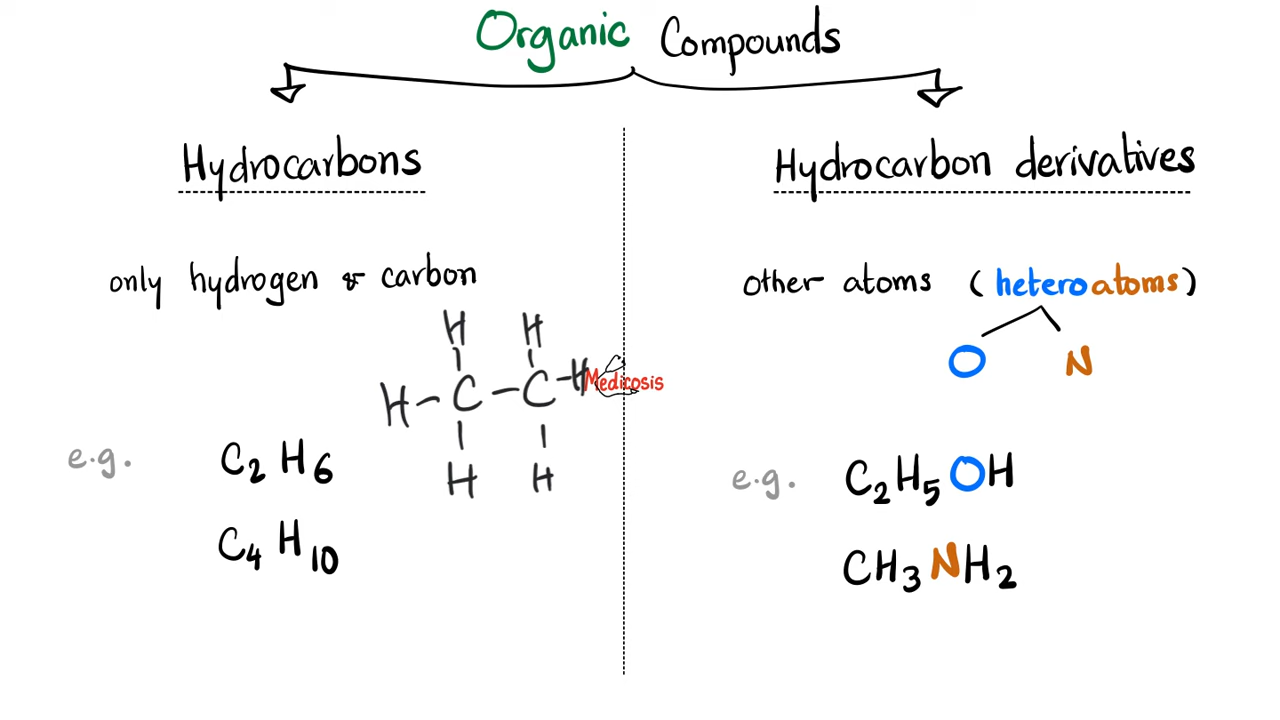 Organic Compounds
Hydrocarbons
only hydrogen & carbon
H H
H – C – C – H
H H
Medicosis
e.g. C₂H₆
C₄H₁₀
Hydrocarbon derivatives
other atoms (heteroatoms)
O N
e.g. C₂H₅OH
CH₃NH₂